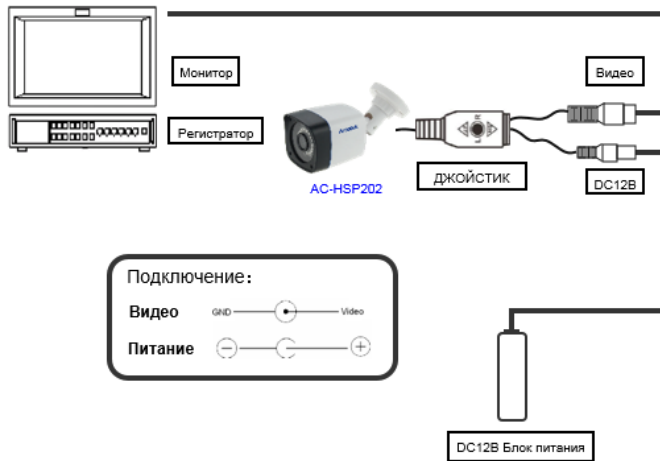 Монитор
Видео
Регистратор
ДЖОЙСТИК
DC12В
AC-HSP202
Подключение:
Видео
GND
Video
Питание
DC12В Блок питания